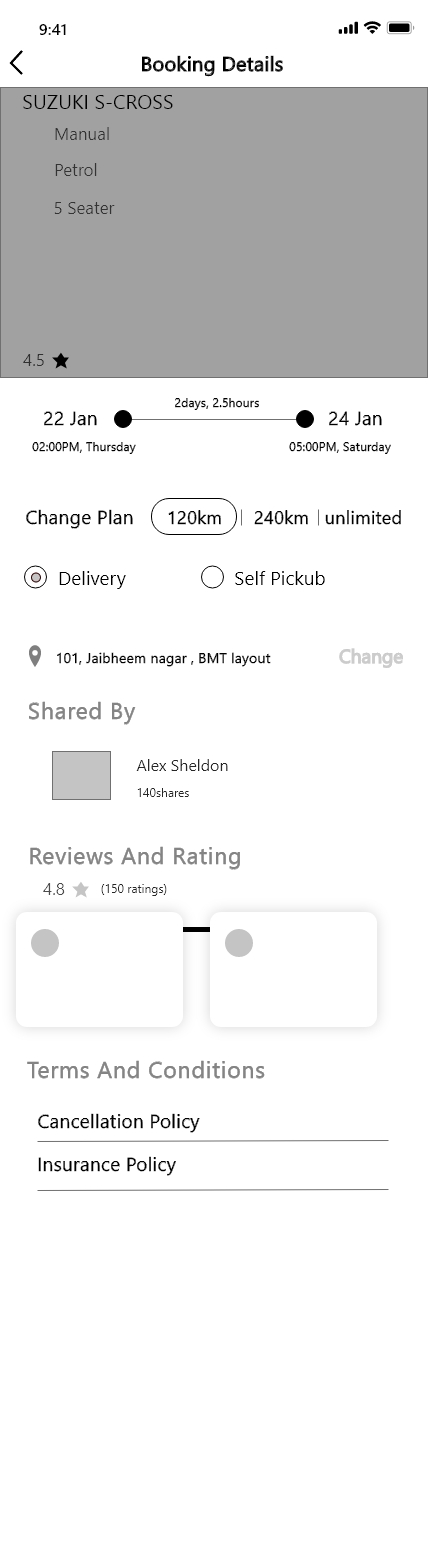 9:41
Booking Details
SUZUKI S-CROSS
Manual
Petrol
5 Seater
4.5
2days, 2.5hours
22 Jan 24 Jan
02:00PM, Thursday 05:00PM, Saturday
Change Plan 120km 240km unlimited
Delivery Self Pickub
101, Jaibheem nagar , BMT layout Change
Shared By
Alex Sheldon
140shares
Reviews And Rating
4.8 (150 ratings)
Terms And Conditions
Cancellation Policy
Insurance Policy